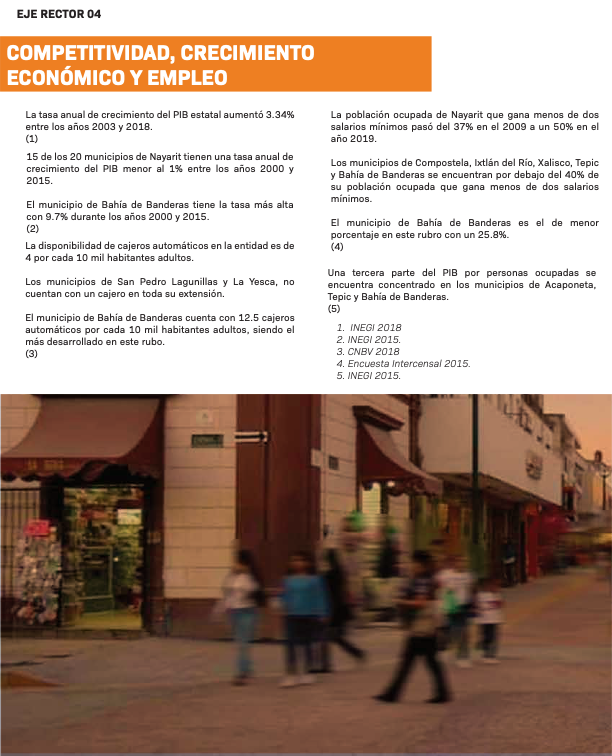 EJE RECTOR 04
COMPETITIVIDAD, CRECIMIENTO
ECONÓMICO Y EMPLEO
La tasa anual de crecimiento del PIB estatal aumentó 3.34%
entre los años 2003 y 2018.
(1)
15 de los 20 municipios de Nayarit tienen una tasa anual de
crecimiento del PIB menor al 1% entre los años 2000 y
2015.
El municipio de Bahía de Banderas tiene la tasa más alta
con 9.7% durante los años 2000 y 2015.
(2)
La disponibilidad de cajeros automáticos en la entidad es de
4 por cada 10 mil habitantes adultos.
Los municipios de San Pedro Lagunillas y La Yesca, no
cuentan con un cajero en toda su extensión.
El municipio de Bahía de Banderas cuenta con 12.5 cajeros
automáticos por cada 10 mil habitantes adultos, siendo el
más desarrollado en este rubo.
(3)
La población ocupada de Nayarit que gana menos de dos
salarios mínimos pasó del 37% en el 2009 a un 50% en el
año 2019.
Los municipios de Compostela, Ixtlán del Río, Xalisco, Tepic
y Bahía de Banderas se encuentran por debajo del 40% de
su población ocupada que gana menos de dos salarios
mínimos.
El municipio de Bahía de Banderas es el de menor
porcentaje en este rubro con un 25.8%.
(4)
Una tercera parte del PIB por personas ocupadas se
encuentra concentrado en los municipios de Acaponeta,
Tepic y Bahía de Banderas.
(5)
1. INEGI 2018
2. INEGI 2015.
3. CNBV 2018
4. Encuesta Intercensal 2015.
5. INEGI 2015.